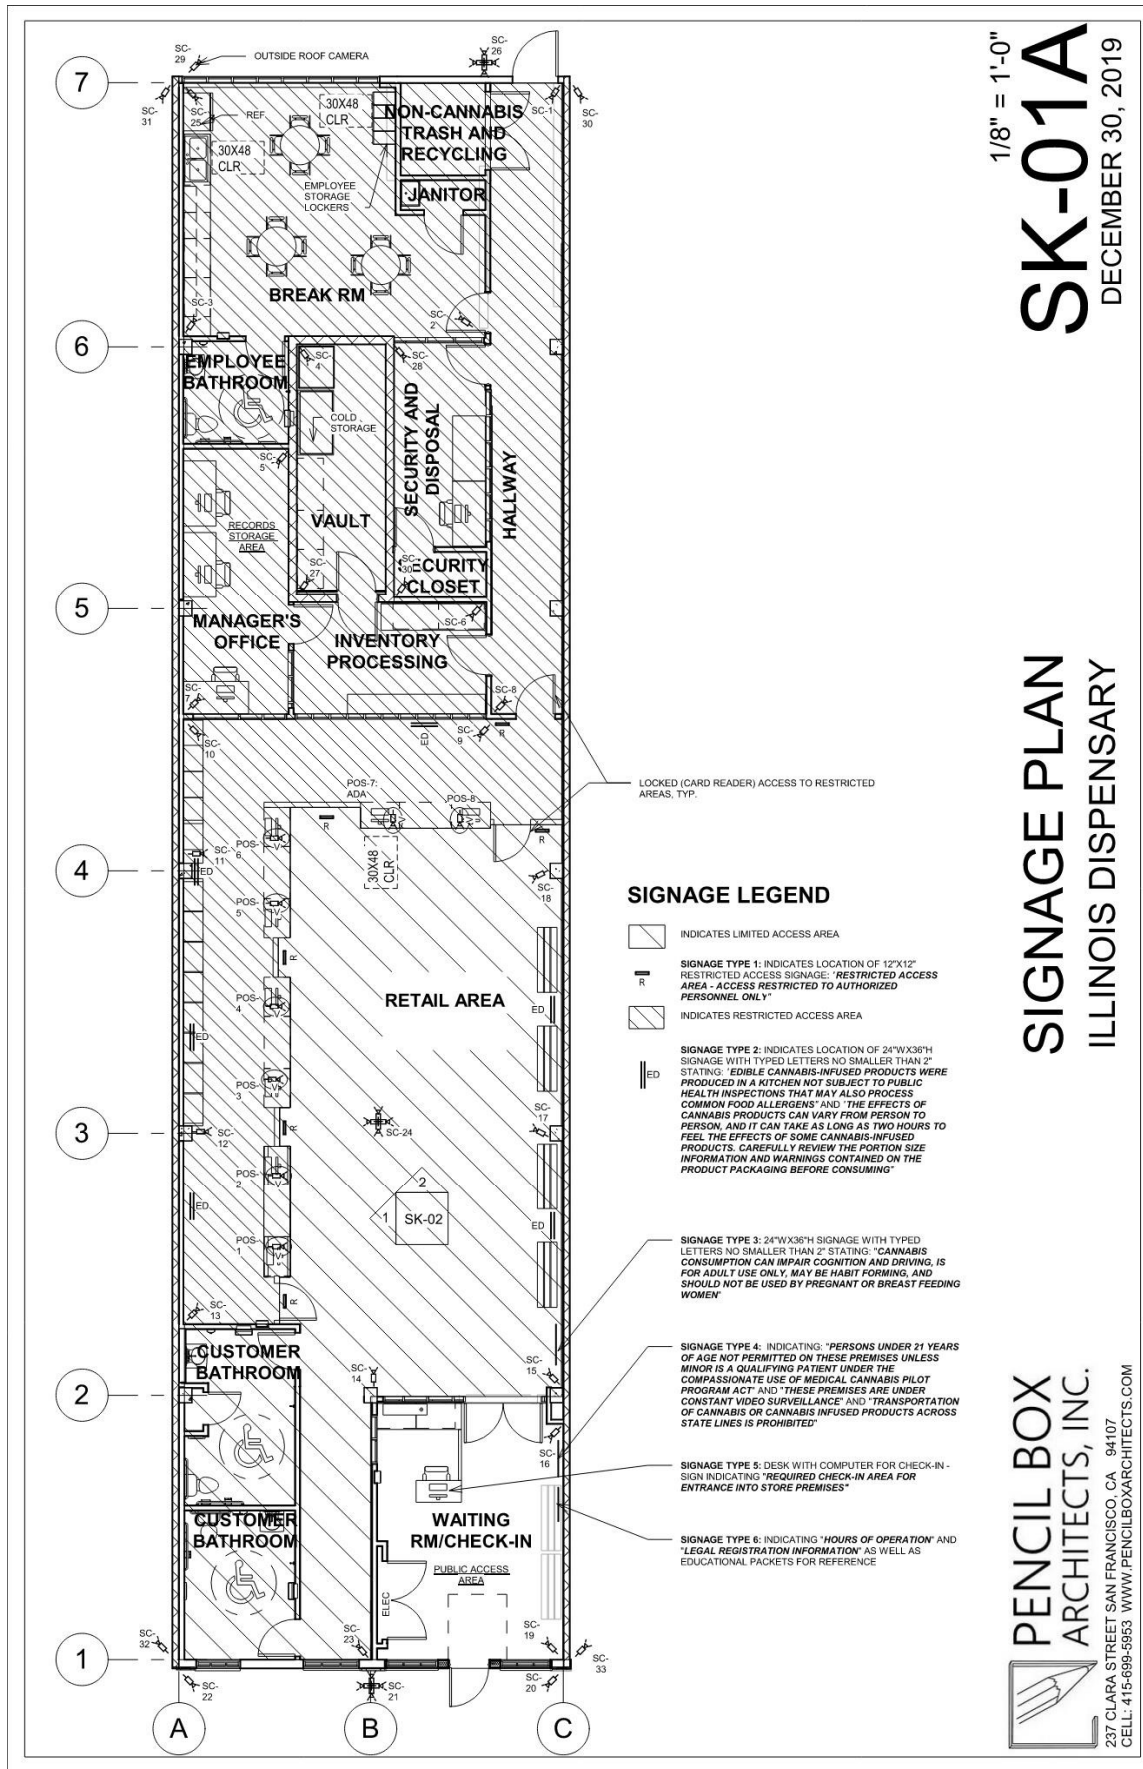 SC-
29
OUTSIDE ROOF CAMERA
SC-
26
7
SC-
31
SC-
25
REF.
30X48
CLR
30X48
CLR
NON-CANNABIS
TRASH AND
RECYCLING
SC-1
SC-
30
EMPLOYEE
STORAGE
LOCKERS
JANITOR
BREAK RM
SC-3
SC-
2
6
EMPLOYEE
BATHROOM
SC-
4
SC-
28
COLD
STORAGE
SECURITY AND
DISPOSAL
HALLWAY
SC-
5
RECORDS
STORAGE
AREA
VAULT
SC-
27
SC-
30
SECURITY
CLOSET
5
MANAGER'S
OFFICE
INVENTORY
PROCESSING
SC-6
SC-
7
SC-8
SC-
10
ED
SC-
9
R
LOCKED (CARD READER) ACCESS TO RESTRICTED
AREAS, TYP.
POS-7:
ADA
POS-8
R
R
POS-
6
SC-
11
ED
30X48
CLR
4
SC-
18
POS-
5
R
RETAIL AREA
POS-
4
ED
ED
POS-
3
3
SC-
12
R
SC-24
SC-
17
POS-
2
2
1
SK-02
ED
ED
POS-
1
R
SC-
13
CUSTOMER
BATHROOM
SC-
14
SC-
15
2
SC-
16
CUSTOMER
BATHROOM
WAITING
RM/CHECK-IN
PUBLIC ACCESS
AREA
ELEC
SC-
32
SC-
23
SC-
19
SC-
33
1
SC-
22
SC-
21
SC-
20
A
B
C
SIGNAGE LEGEND
INDICATES LIMITED ACCESS AREA
R
SIGNAGE TYPE 1: INDICATES LOCATION OF 12"X12"
RESTRICTED ACCESS SIGNAGE: "RESTRICTED ACCESS
AREA - ACCESS RESTRICTED TO AUTHORIZED
PERSONNEL ONLY"
INDICATES RESTRICTED ACCESS AREA
ED
SIGNAGE TYPE 2: INDICATES LOCATION OF 24"WX36"H
SIGNAGE WITH TYPED LETTERS NO SMALLER THAN 2"
STATING: "EDIBLE CANNABIS-INFUSED PRODUCTS WERE
PRODUCED IN A KITCHEN NOT SUBJECT TO PUBLIC
HEALTH INSPECTIONS THAT MAY ALSO PROCESS
COMMON FOOD ALLERGENS" AND "THE EFFECTS OF
CANNABIS PRODUCTS CAN VARY FROM PERSON TO
PERSON, AND IT CAN TAKE AS LONG AS TWO HOURS TO
FEEL THE EFFECTS OF SOME CANNABIS-INFUSED
PRODUCTS. CAREFULLY REVIEW THE PORTION SIZE
INFORMATION AND WARNINGS CONTAINED ON THE
PRODUCT PACKAGING BEFORE CONSUMING"
SIGNAGE TYPE 3: 24"WX36"H SIGNAGE WITH TYPED
LETTERS NO SMALLER THAN 2" STATING: "CANNABIS
CONSUMPTION CAN IMPAIR COGNITION AND DRIVING, IS
FOR ADULT USE ONLY, MAY BE HABIT FORMING, AND
SHOULD NOT BE USED BY PREGNANT OR BREAST FEEDING
WOMEN"
SIGNAGE TYPE 4: INDICATING: "PERSONS UNDER 21 YEARS
OF AGE NOT PERMITTED ON THESE PREMISES UNLESS
MINOR IS A QUALIFYING PATIENT UNDER THE
COMPASSIONATE USE OF MEDICAL CANNABIS PILOT
PROGRAM ACT" AND "THESE PREMISES ARE UNDER
CONSTANT VIDEO SURVEILLANCE" AND "TRANSPORTATION
OF CANNABIS OR CANNABIS INFUSED PRODUCTS ACROSS
STATE LINES IS PROHIBITED"
SIGNAGE TYPE 5: DESK WITH COMPUTER FOR CHECK-IN -
SIGN INDICATING "REQUIRED CHECK-IN AREA FOR
ENTRANCE INTO STORE PREMISES"
SIGNAGE TYPE 6: INDICATING "HOURS OF OPERATION" AND
"LEGAL REGISTRATION INFORMATION" AS WELL AS
EDUCATIONAL PACKETS FOR REFERENCE
1/8" = 1'-0"
SK-01A
DECEMBER 30, 2019
SIGNAGE PLAN
ILLINOIS DISPENSARY
PENCIL BOX
ARCHITECTS, INC.
237 CLARA STREET SAN FRANCISCO, CA 94107
CELL: 415-699-5953 WWW.PENCILBOXARCHITECTS.COM